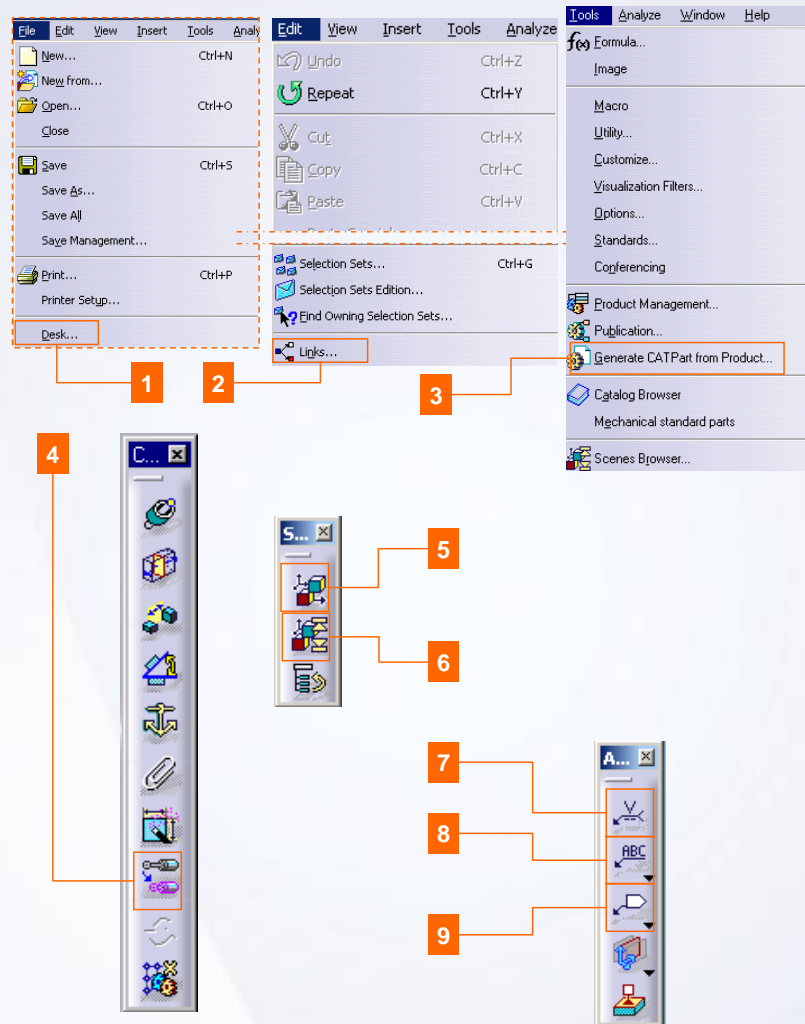 File Edit View Insert Tools Analy
New... Ctrl+N
New from...
Open... Ctrl+O
Close
Save Ctrl+S
Save As...
Save All
Save Management...
Print... Ctrl+P
Printer Setup...
Desk...
1
Edit View Insert Tools Analyze
Undo Ctrl+Z
Repeat Ctrl+Y
Cut Ctrl+X
Copy Ctrl+C
Paste Ctrl+V
Selection Sets... Ctrl+G
Selection Sets Edition...
Find Owning Selection Sets...
Links...
2
Tools Analyze Window Help
f(x) Formula...
Image
Macro
Utility...
Customize...
Visualization Filters...
Options...
Standards...
Conferencing
Product Management...
Publication...
Generate CATPart from Product...
Catalog Browser
Mechanical standard parts
Scenes Browser...
3
4
C...
S...
5
6
A...
7
8
ABC
9